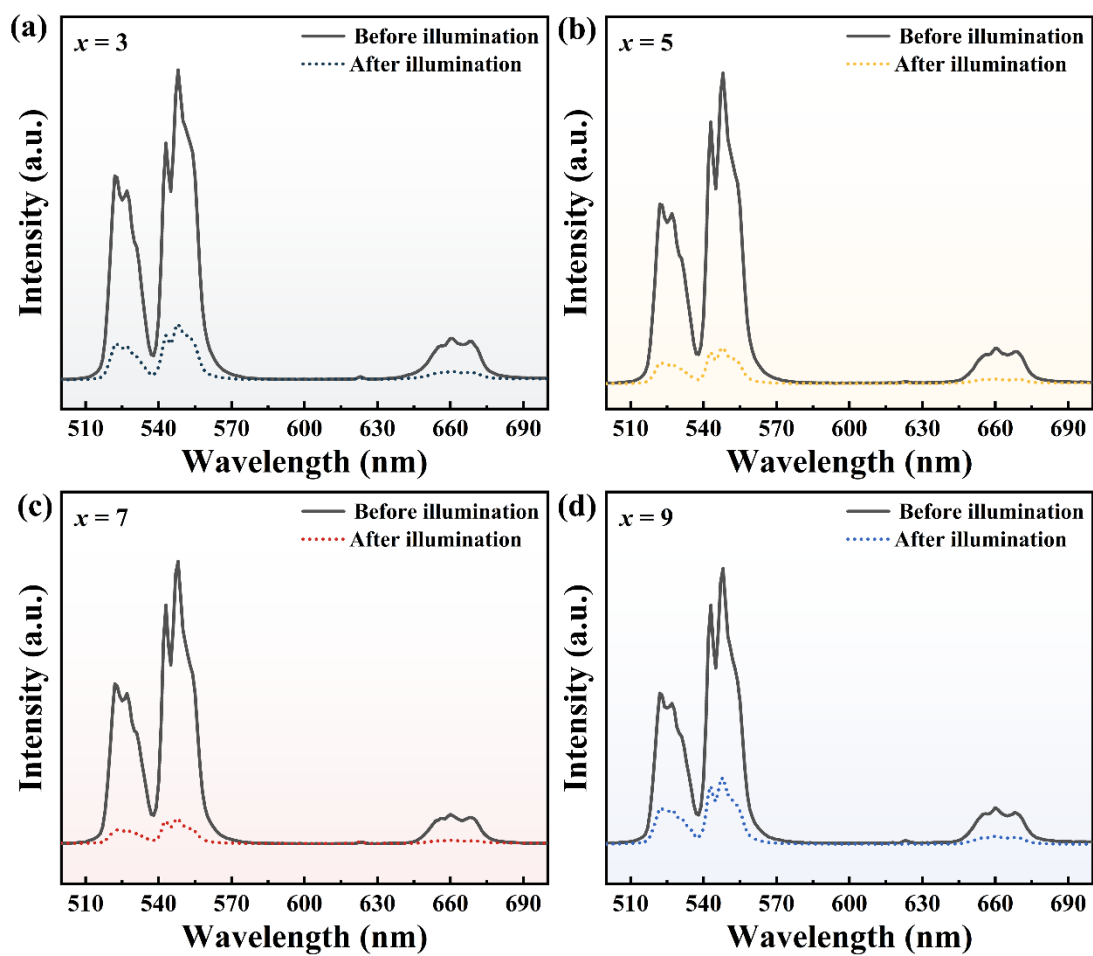 (a)
x = 3
Before illumination
After illumination
Intensity (a.u.)
510 540 570 600 630 660 690
Wavelength (nm)
(b)
x = 5
Before illumination
After illumination
Intensity (a.u.)
510 540 570 600 630 660 690
Wavelength (nm)
(c)
x = 7
Before illumination
After illumination
Intensity (a.u.)
510 540 570 600 630 660 690
Wavelength (nm)
(d)
x = 9
Before illumination
After illumination
Intensity (a.u.)
510 540 570 600 630 660 690
Wavelength (nm)